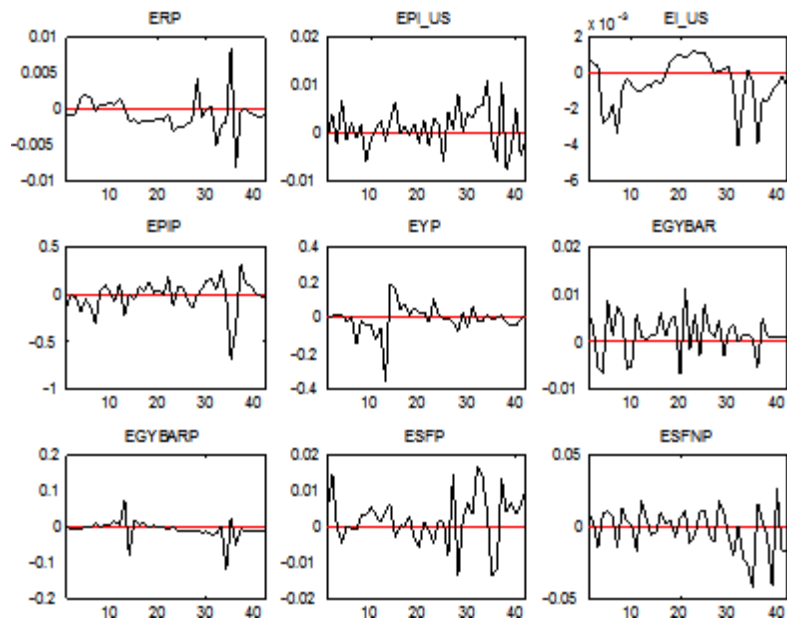 ERP EPI_US EI_US
0.01 0.02 2 x 10⁻³
0.005 0.01 0
0 0 -2
-0.005 -4
-0.01 -0.01 -6
10 20 30 40 10 20 30 40 10 20 30 40
EPIP EYP EGYBAR
0.5 0.4 0.02
0 0.2 0.01
-0.5 0 0
-0.2
-1 -0.4 -0.01
10 20 30 40 10 20 30 40 10 20 30 40
EGYBARP ESFP ESFNP
0.2 0.02 0.05
0.1 0.01
0 0 0
-0.1 -0.01
-0.2 -0.02 -0.05
10 20 30 40 10 20 30 40 10 20 30 40